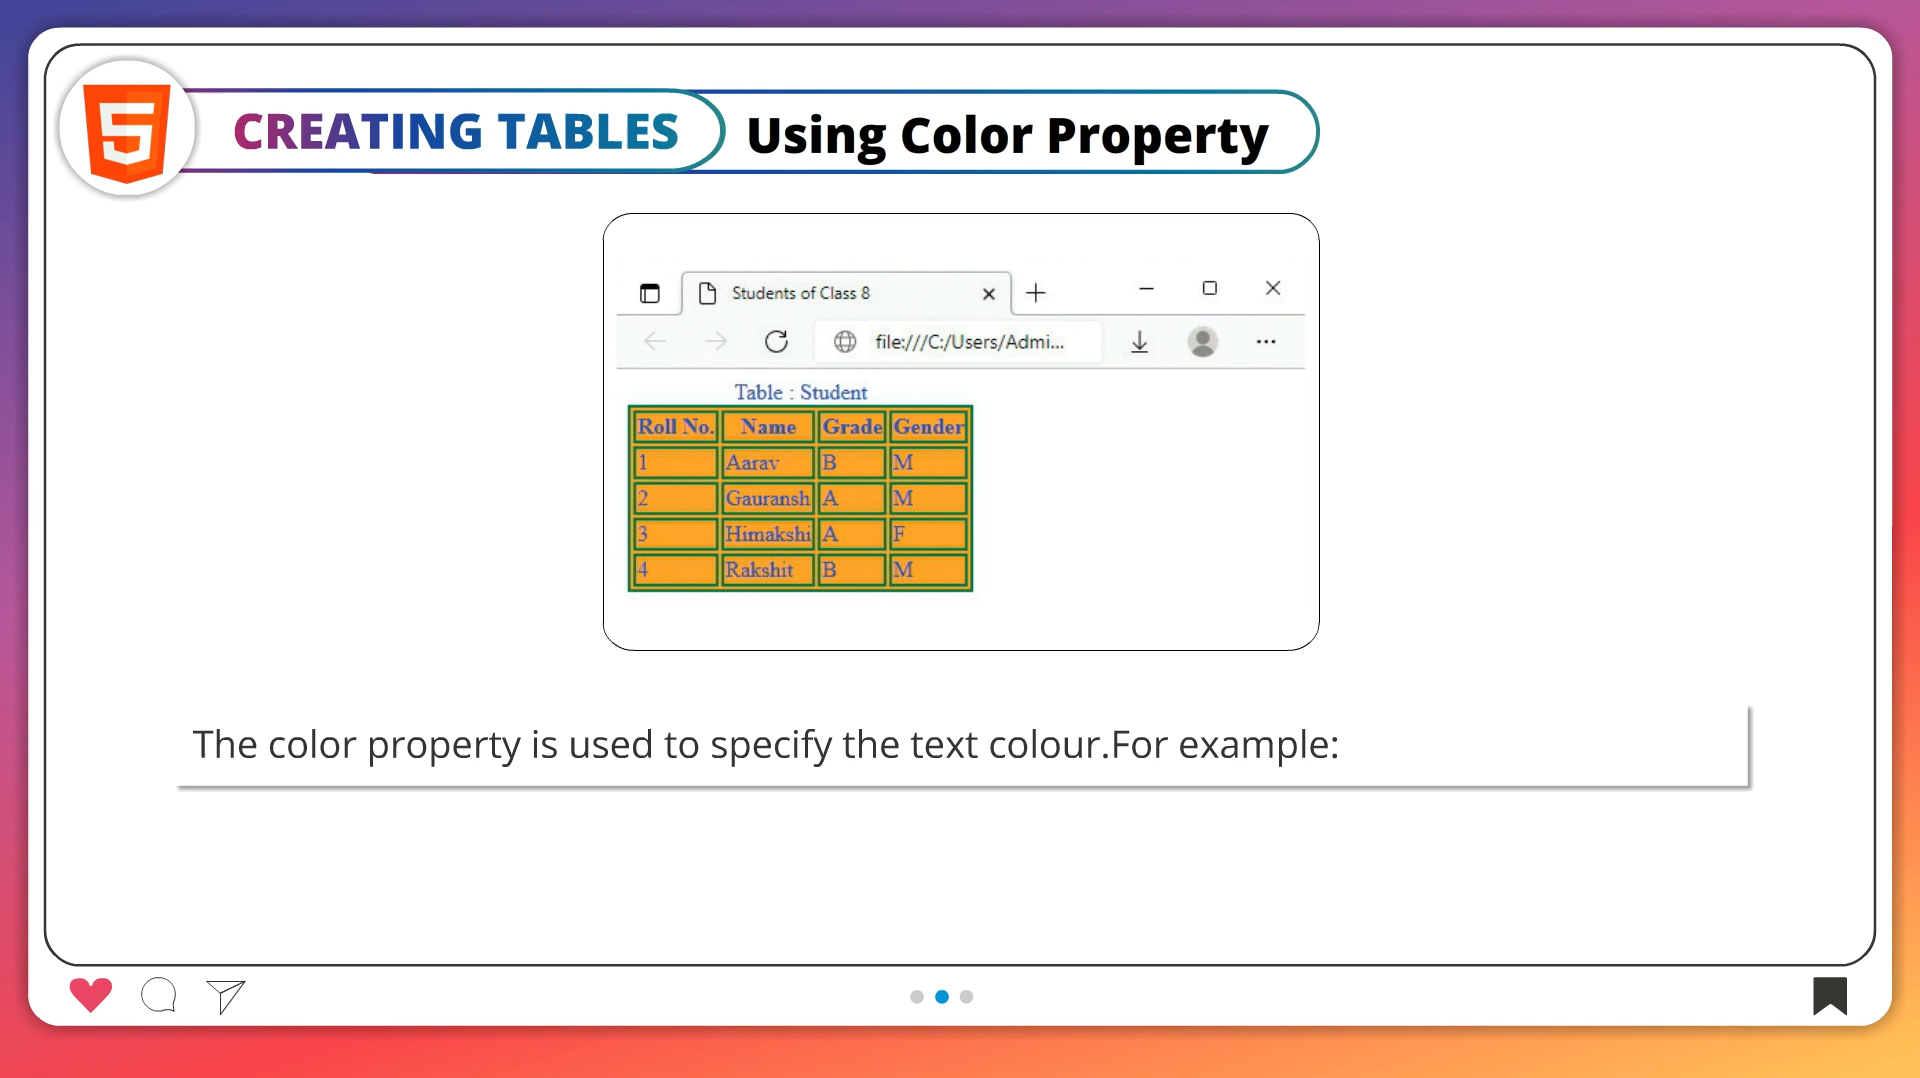 CREATING TABLES Using Color Property
Students of Class 8
file:///C:/Users/Admi...
Table : Student
Roll No. Name Grade Gender
1 Aarav B M
2 Gauransh A M
3 Himakshi A F
4 Rakshit B M
The color property is used to specify the text colour.For example: